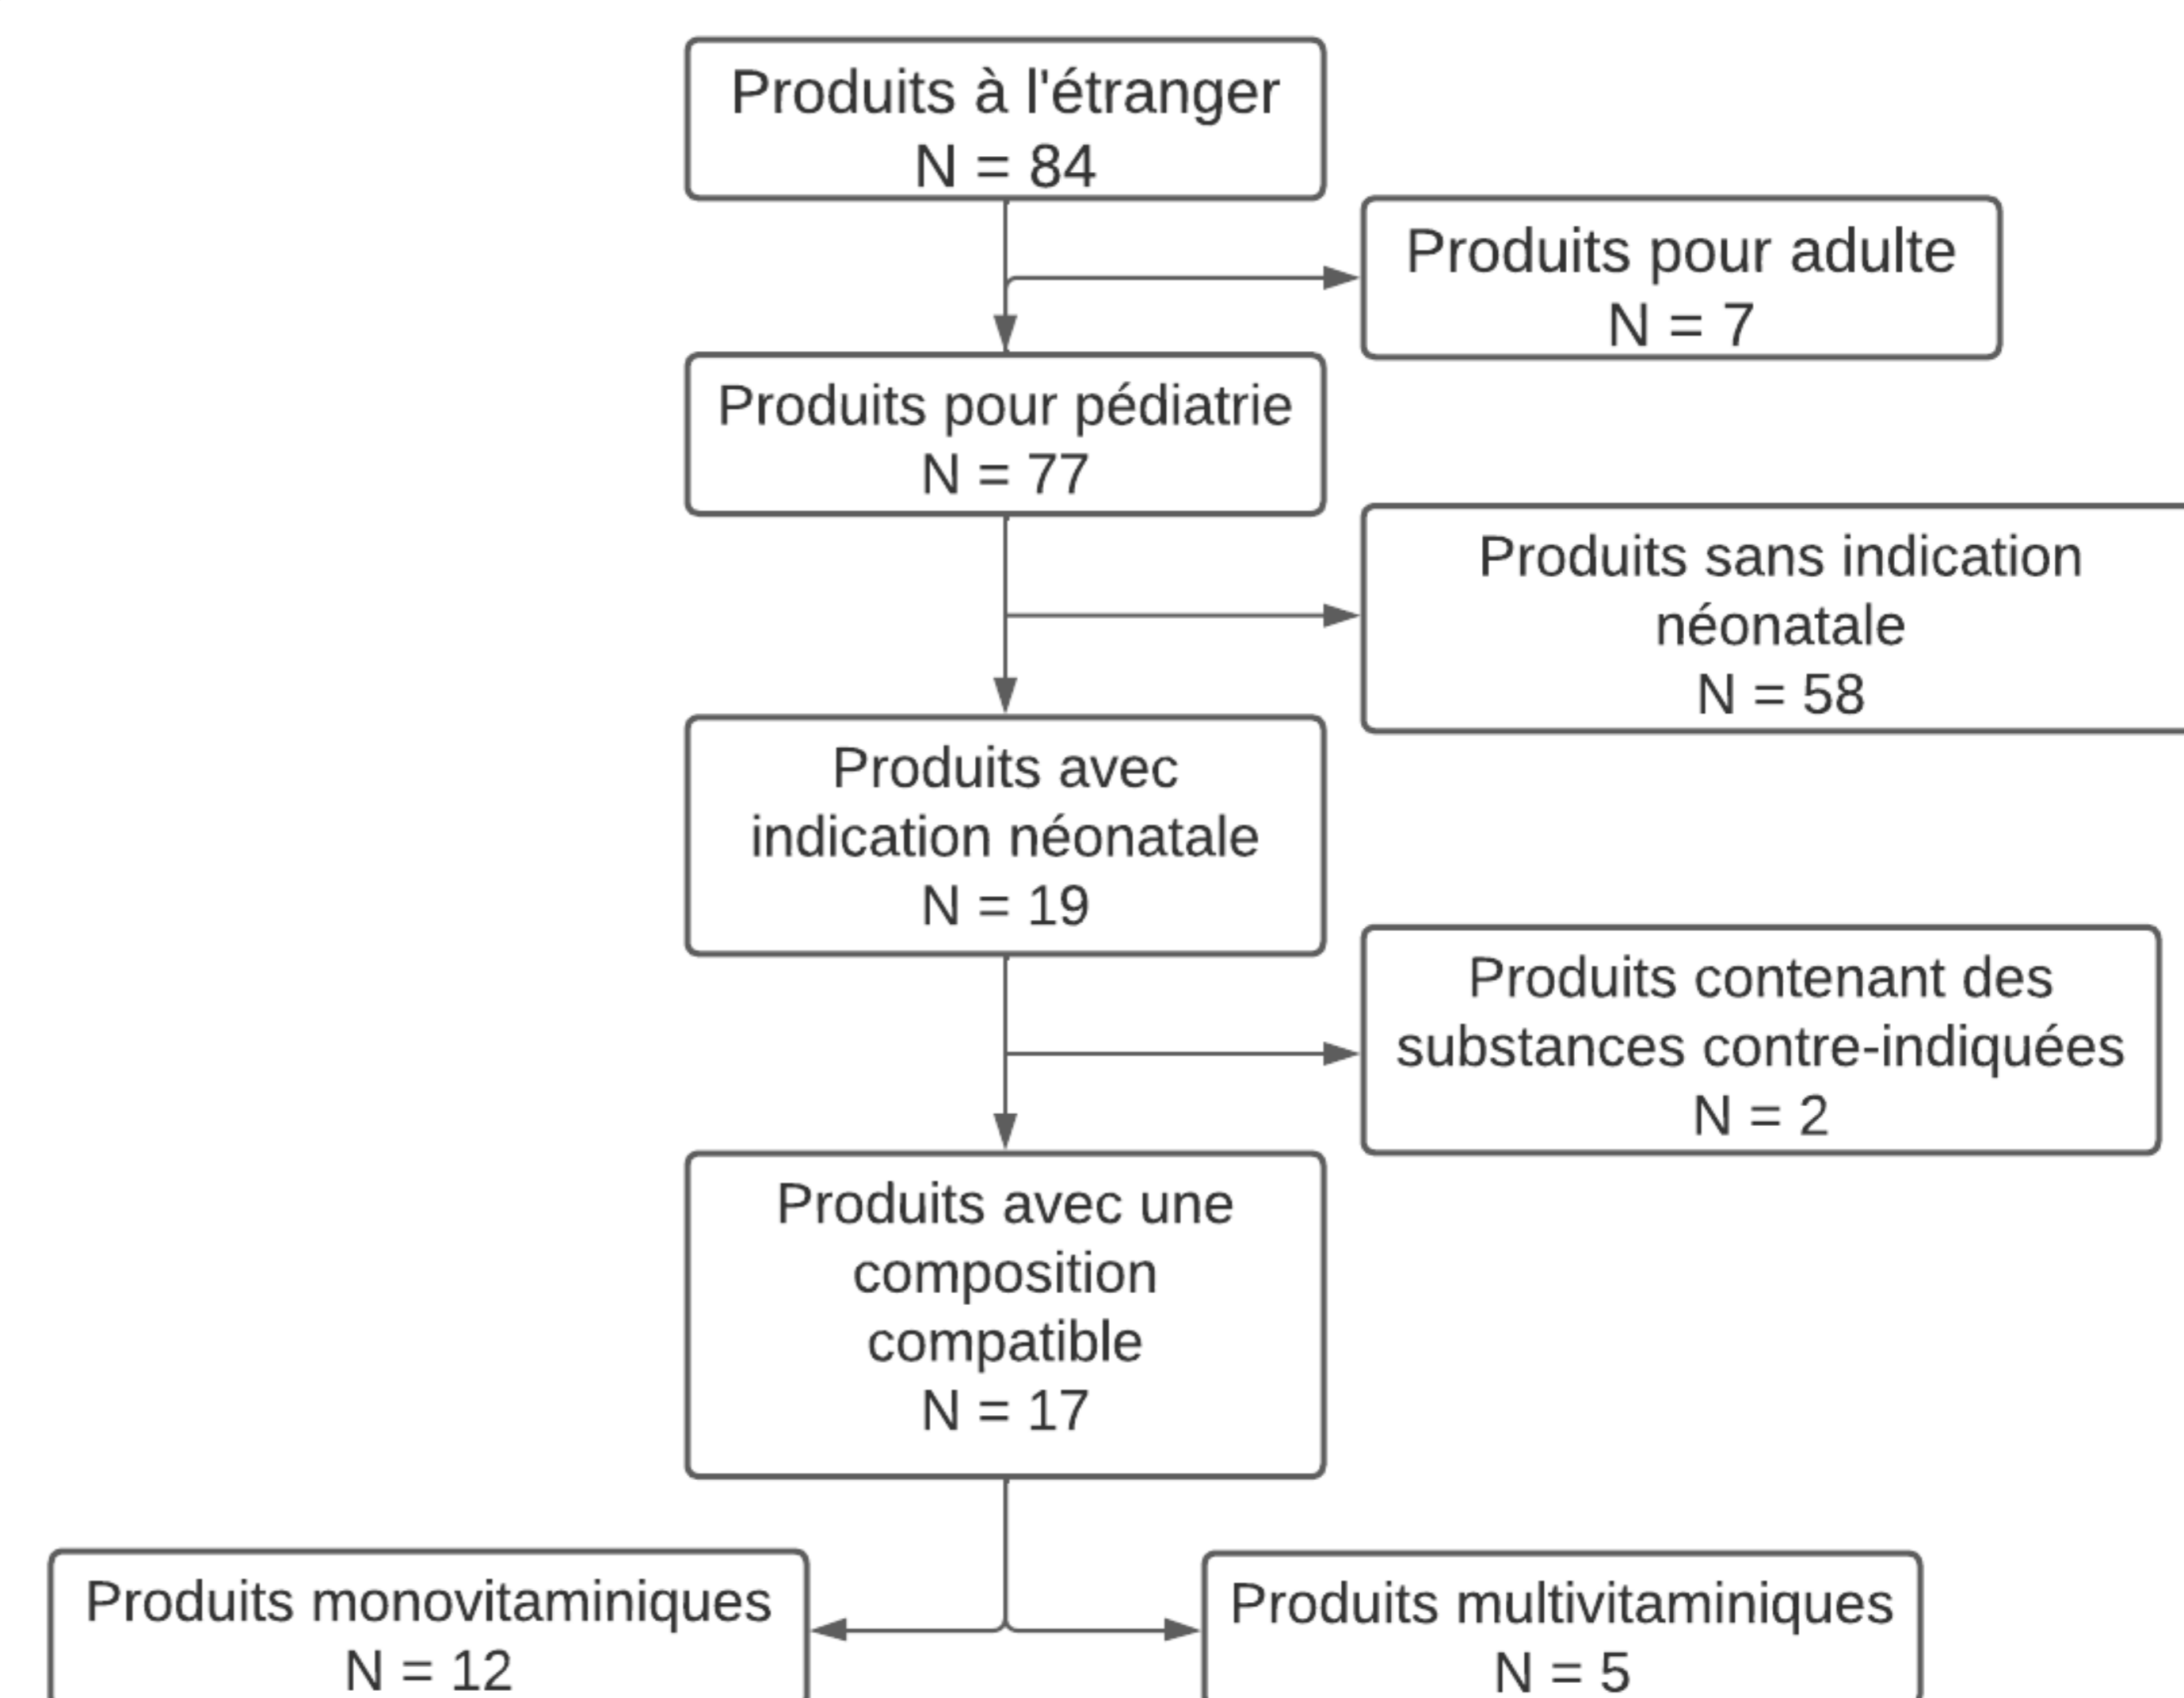 Produits à l'étranger
N = 84
Produits pour adulte
N = 7
Produits pour pédiatrie
N = 77
Produits sans indication
néonatale
N = 58
Produits avec
indication néonatale
N = 19
Produits contenant des
substances contre-indiquées
N = 2
Produits avec une
composition
compatible
N = 17
Produits monovitaminiques
N = 12
Produits multivitaminiques
N = 5